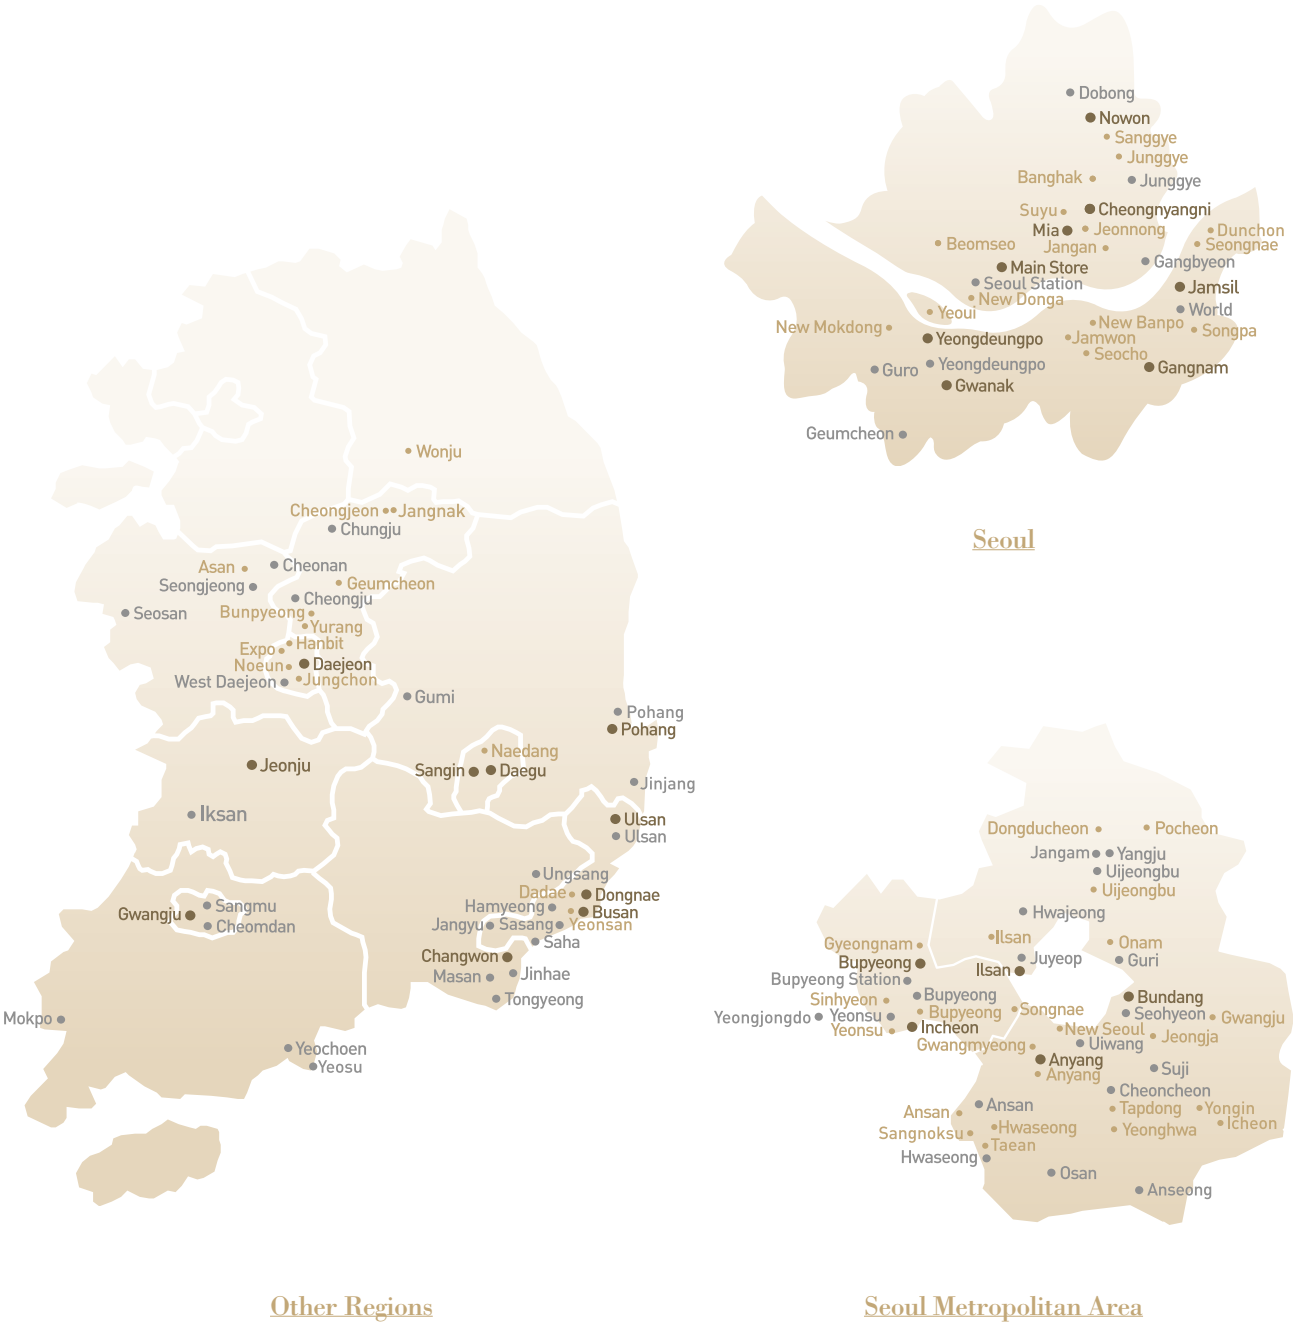 Dobong
Nowon
Sanggye
Junggye
Banghak
Junggye
Suyu
Cheongnyangni
Mia
Jeonnong
Dunchon
Beomseo
Jangan
Seongnae
Main Store
Gangbyeon
Seoul Station
Jamsil
New Donga
Yeoui
World
New Mokdong
New Banpo
Songpa
Yeongdeungpo
Jamwon
Seocho
Guro
Yeongdeungpo
Gangnam
Gwanak
Geumcheon
Seoul
Wonju
Cheongjeon
Jangnak
Chungju
Asan
Cheonan
Seongjeong
Geumcheon
Cheongju
Seosan
Bunpyeong
Yurang
Expo
Hanbit
Noeun
Daejeon
West Daejeon
Jungchon
Gumi
Pohang
Pohang
Naedang
Jeonju
Sangin
Daegu
Jinjang
Iksan
Ulsan
Ulsan
Ungsang
Dadae
Dongnae
Sangmu
Hamyeong
Busan
Gwangju
Cheomdan
Jangyu
Sasang
Yeonsan
Saha
Changwon
Masan
Jinhae
Tongyeong
Mokpo
Yeochoen
Yeosu
Other Regions
Dongducheon
Pocheon
Jangam
Yangju
Uijeongbu
Uijeongbu
Hwajeong
Gyeongnam
Ilsan
Onam
Bupyeong
Juyeop
Guri
Ilsan
Bupyeong Station
Sinhyeon
Bupyeong
Bundang
Yeongjongdo
Yeonsu
Bupyeong
Songnae
Seohyeon
Gwangju
Yeonsu
Incheon
New Seoul
Jeongja
Gwangmyeong
Uiwang
Anyang
Anyang
Suji
Cheoncheon
Ansan
Ansan
Tapdong
Yongin
Sangnoksu
Hwaseong
Yeonghwa
Icheon
Taean
Hwaseong
Osan
Anseong
Seoul Metropolitan Area